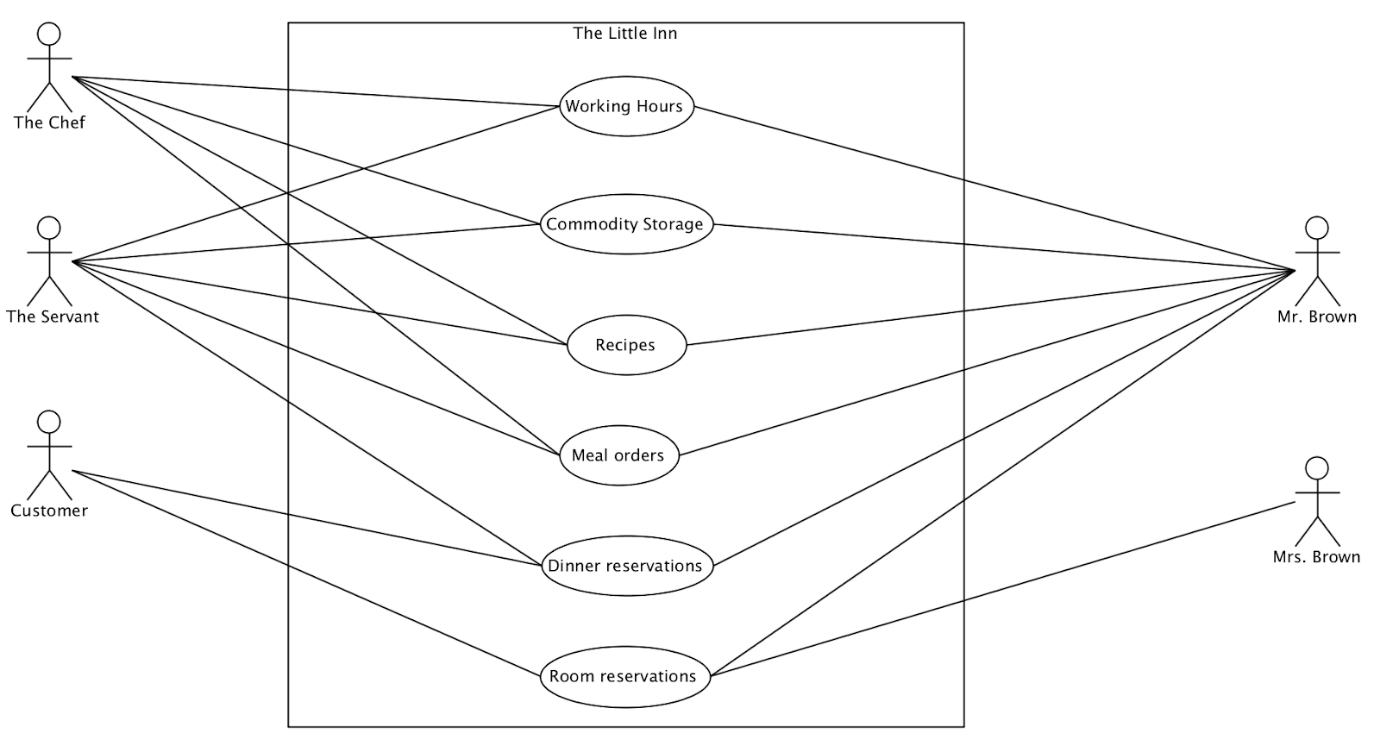 The Little Inn
The Chef
Working Hours
Commodity Storage
The Servant
Mr. Brown
Recipes
Meal orders
Customer
Mrs. Brown
Dinner reservations
Room reservations